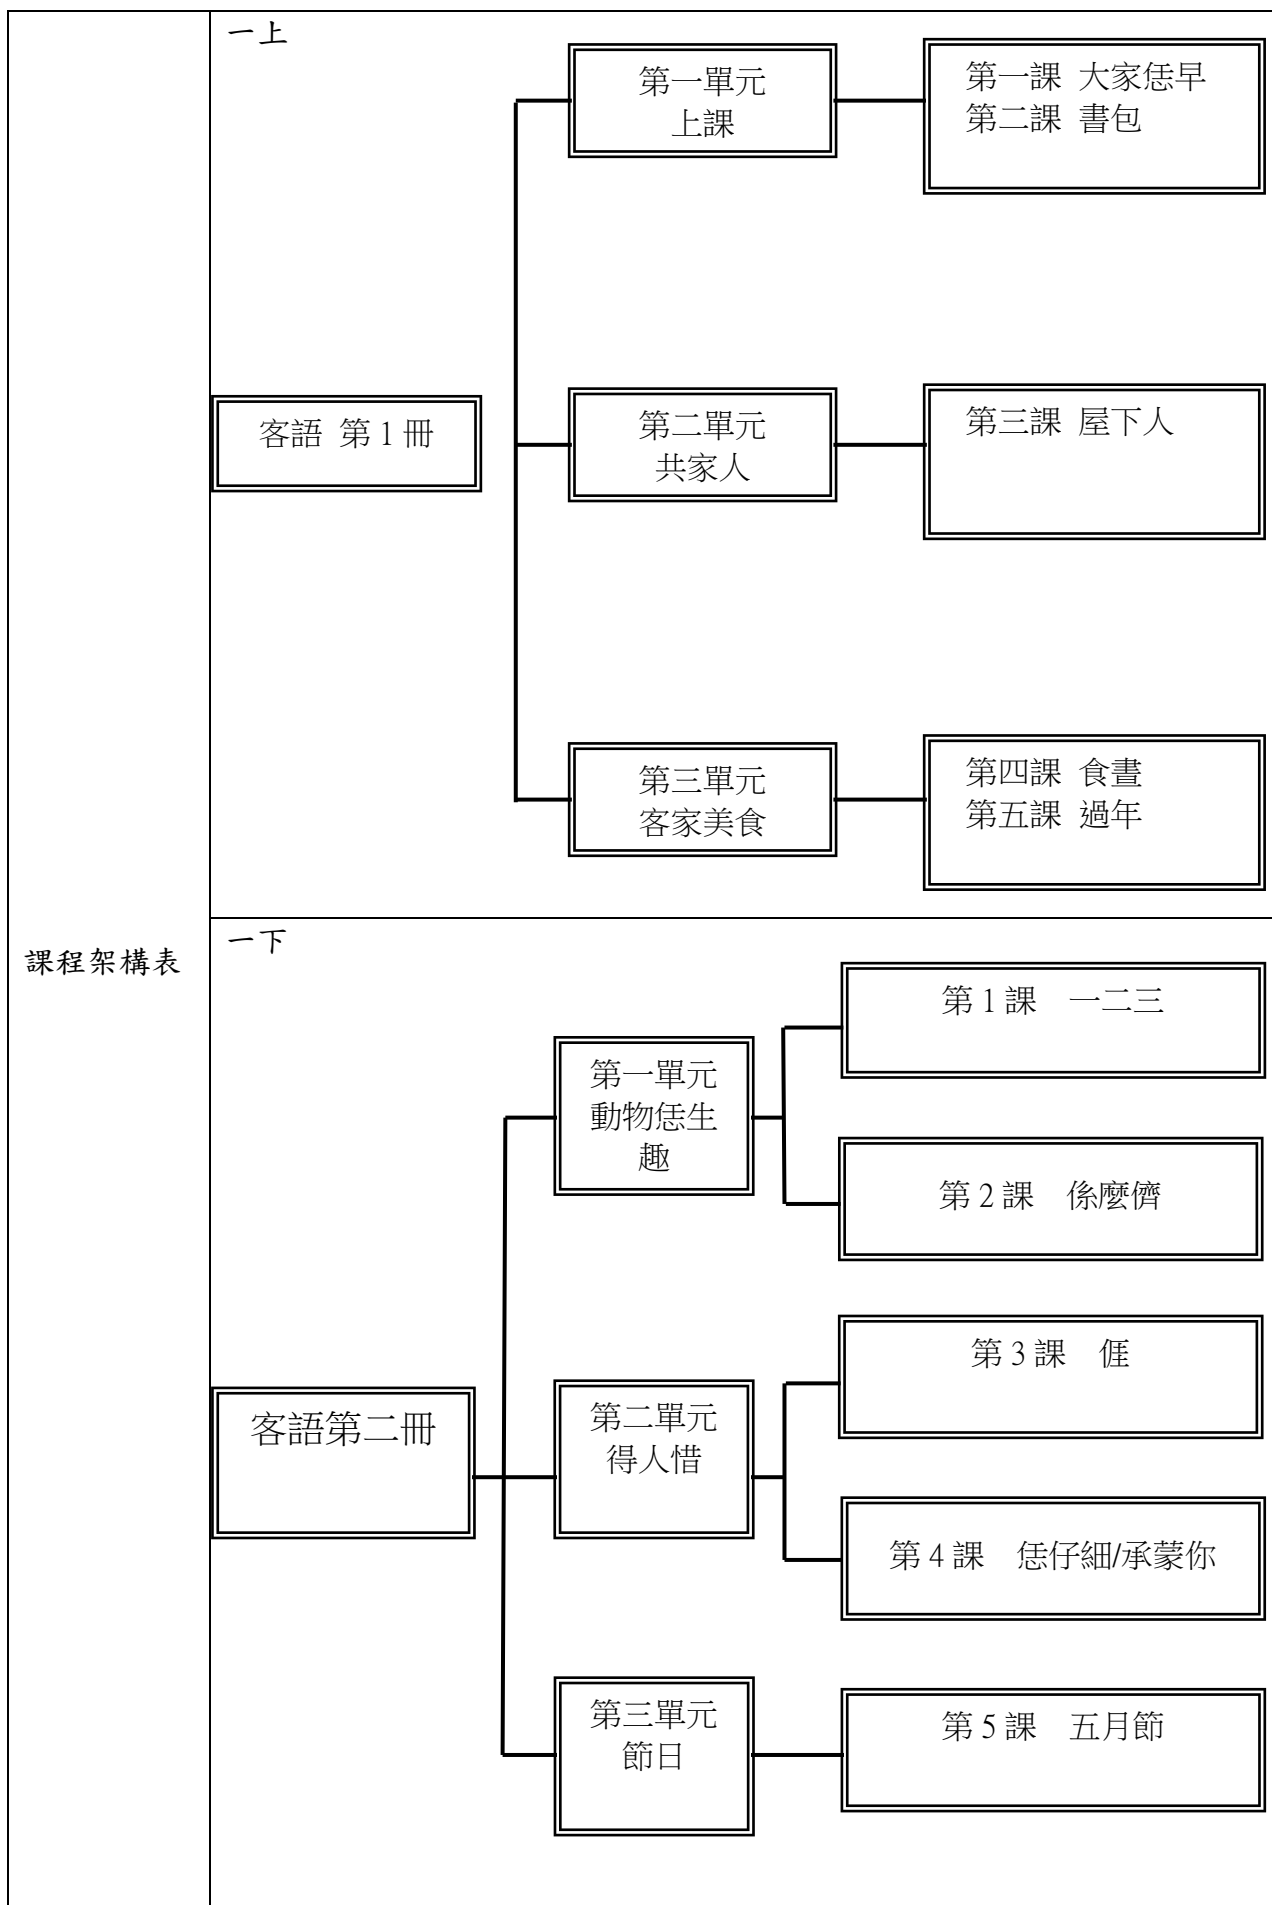 課程架構表
一上
客語 第1冊
第一單元
上課
第一課 大家恁早
第二課 書包
第二單元
共家人
第三課 屋下人
第三單元
客家美食
第四課 食晝
第五課 過年
一下
客語第二冊
第一單元
動物恁生
趣
第1課 一二三
第2課 係麼儕
第二單元
得人惜
第3課 𠊎
第4課 恁仔細/承蒙你
第三單元
節日
第5課 五月節